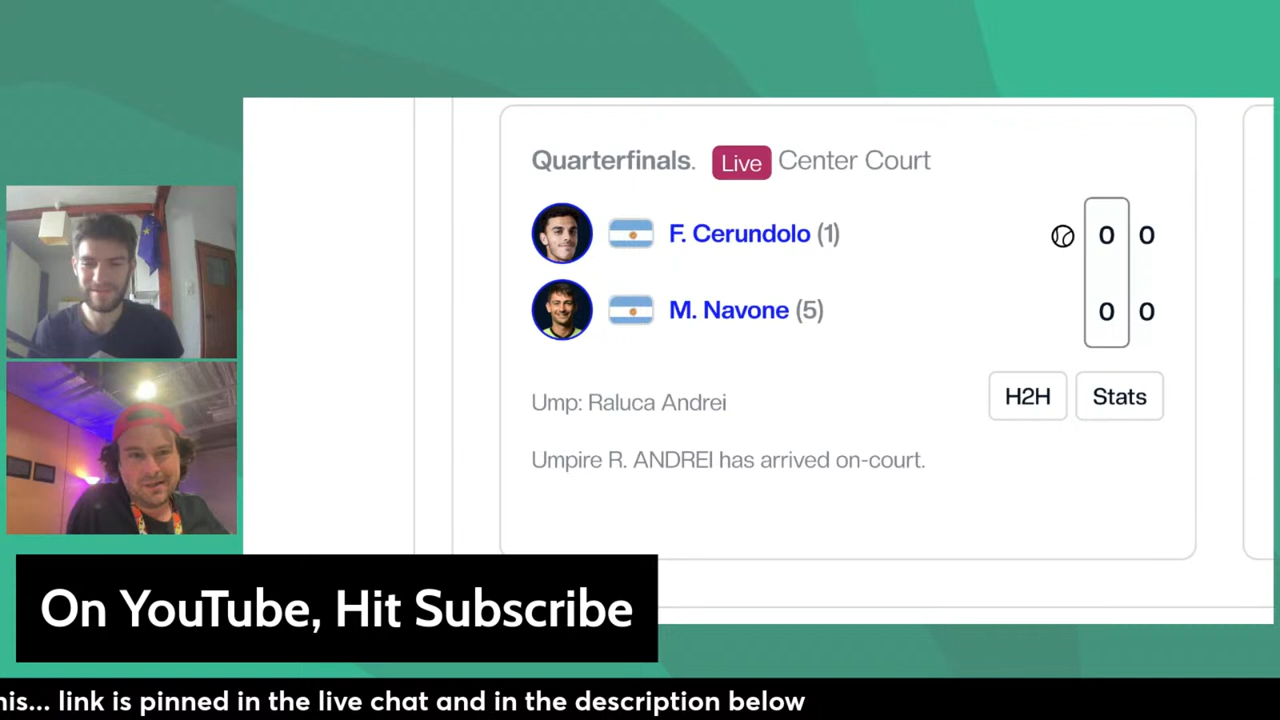 Quarterfinals. Live Center Court
F. Cerundolo (1) 0 0
M. Navone (5) 0 0
H2H Stats
Ump: Raluca Andrei
Umpire R. ANDREI has arrived on-court.
On YouTube, Hit Subscribe
his... link is pinned in the live chat and in the description below